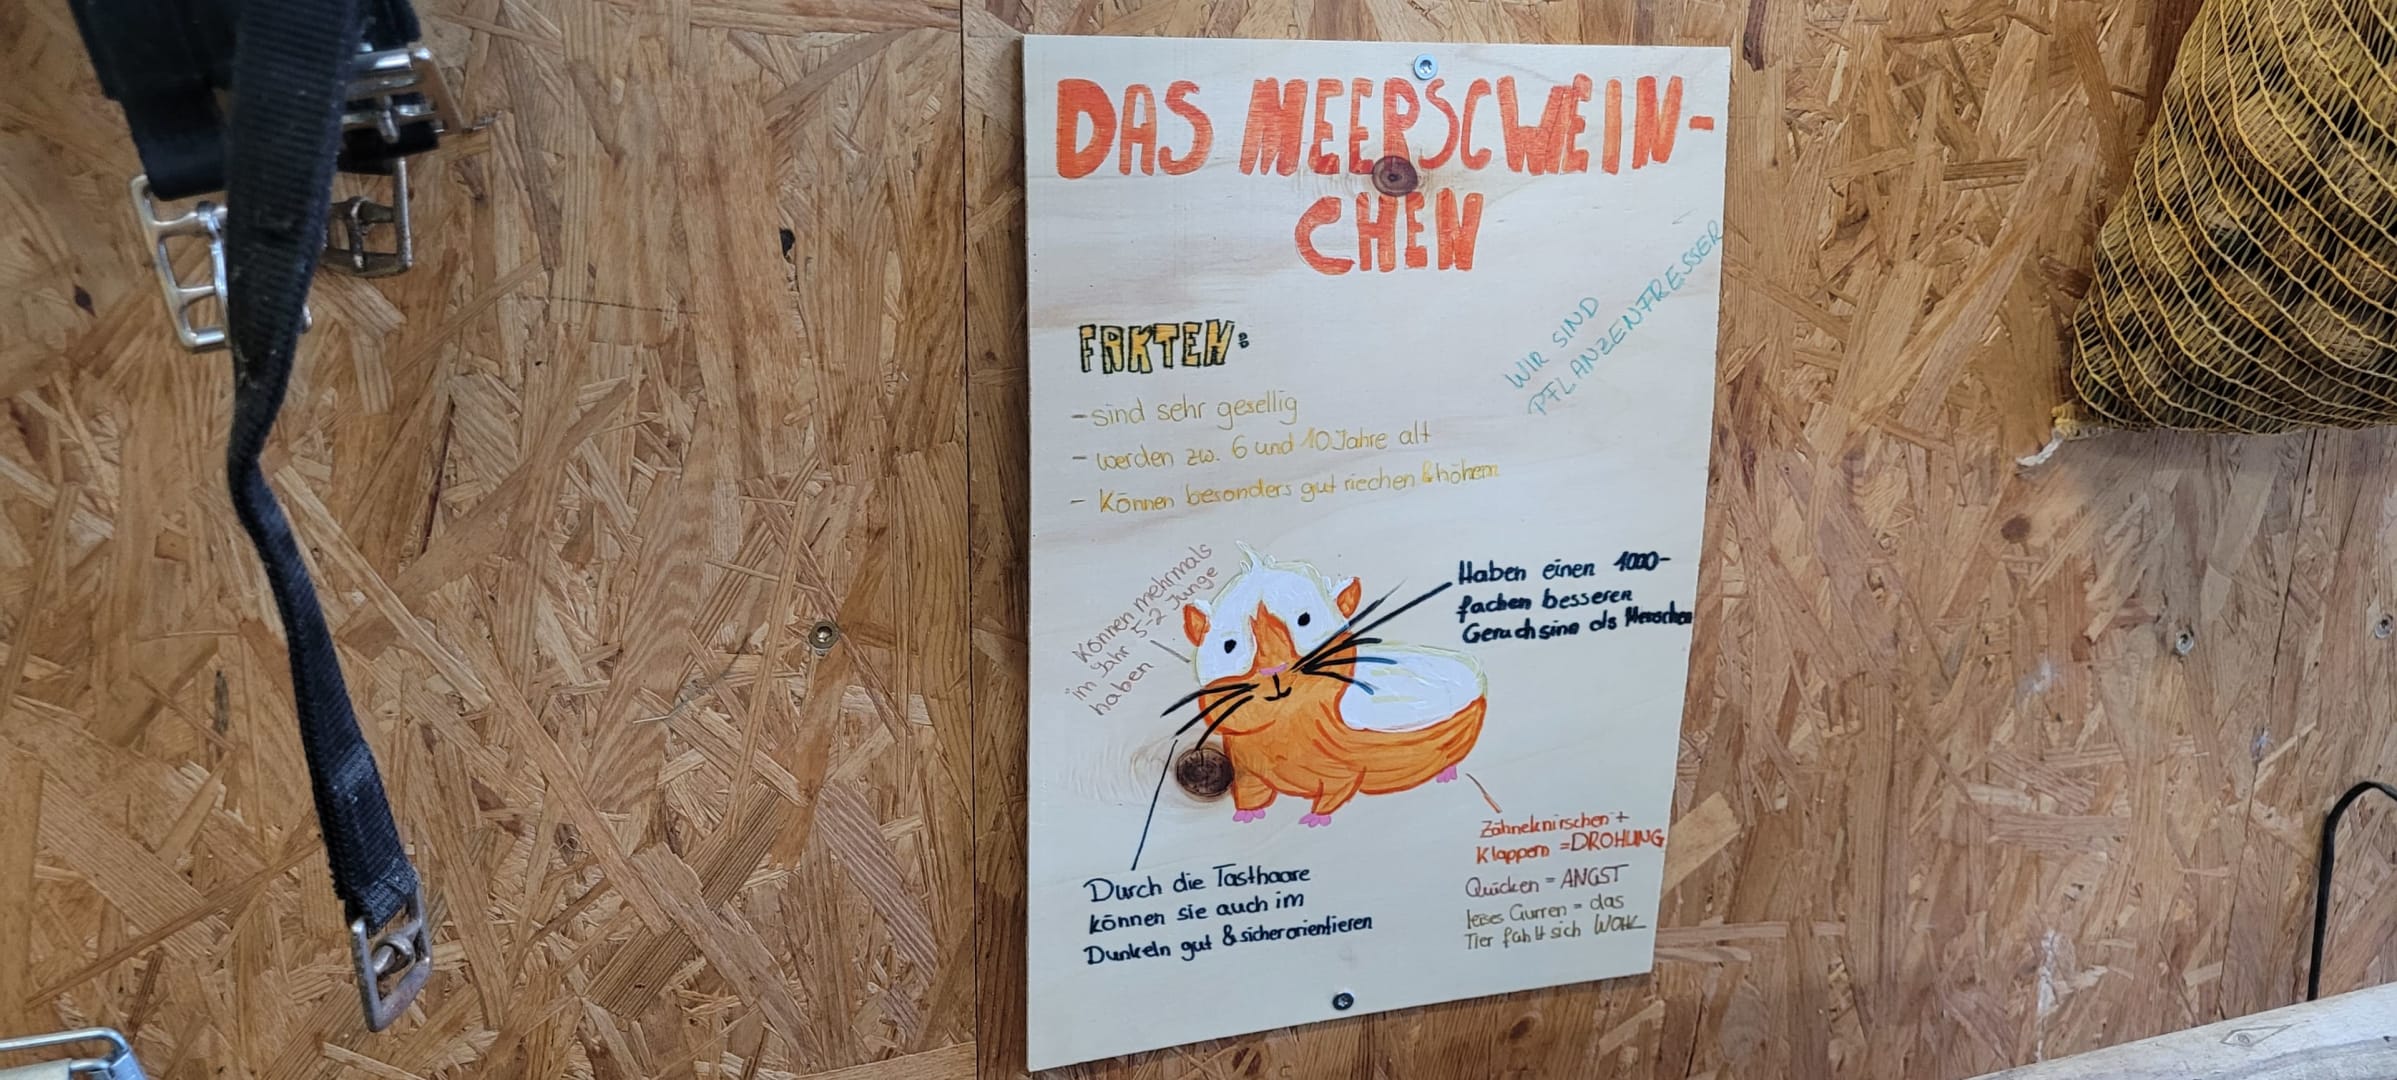 DAS MEERSCWEIN-
CHEN
WIR SIND
PFLANZENFRESSER
FAKTEN:
- sind sehr gesellig
- werden zw. 6 und 10 Jahre alt
- Können besonders gut riechen & höhern
Können mehrmals
im Jahr 5-2 Junge
haben
Haben einen 1000-
fachen besseren
Geruchsinn als Menschen
Durch die Tasthaare
können sie auch im
Dunkeln gut & sicher orientieren
Zähneknirschen +
Klappern = DROHUNG
Quicken = ANGST
leises Gurren = das
Tier fühlt sich WOHL